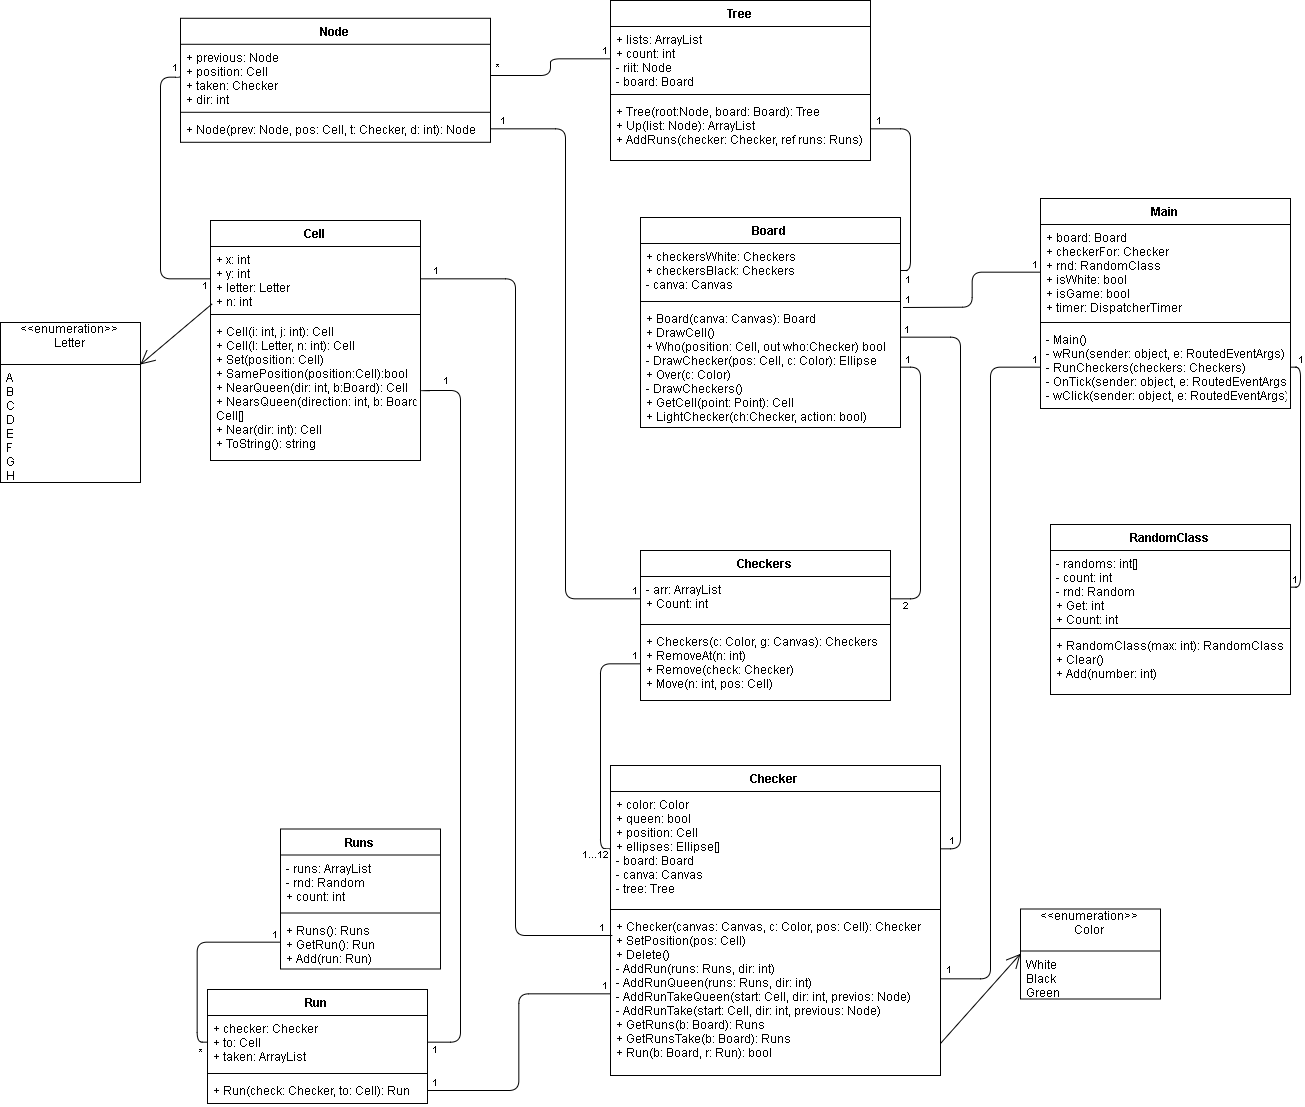 Node
+ previous: Node
+ position: Cell
+ taken: Checker
+ dir: int
+ Node(prev: Node, pos: Cell, t: Checker, d: int): Node
1
*
1
1
Tree
+ lists: ArrayList
+ count: int
- riit: Node
- board: Board
+ Tree(root:Node, board: Board): Tree
+ Up(list: Node): ArrayList
+ AddRuns(checker: Checker, ref runs: Runs)
1
Cell
+ x: int
+ y: int
+ letter: Letter
+ n: int
+ Cell(i: int, j: int): Cell
+ Cell(l: Letter, n: int): Cell
+ Set(position: Cell)
+ SamePosition(position:Cell):bool
+ NearQueen(dir: int, b:Board): Cell
+ NearsQueen(direction: int, b: Board
Cell[]
+ Near(dir: int): Cell
+ ToString(): string
1
1
1
<<enumeration>>
Letter
A
B
C
D
E
F
G
H
Board
+ checkersWhite: Checkers
+ checkersBlack: Checkers
- canva: Canvas
+ Board(canva: Canvas): Board
+ DrawCell()
+ Who(position: Cell, out who:Checker) bool
- DrawChecker(pos: Cell, c: Color): Ellipse
+ Over(c: Color)
- DrawCheckers()
+ GetCell(point: Point): Cell
+ LightChecker(ch:Checker, action: bool)
1
1
1
1
Main
+ board: Board
+ checkerFor: Checker
+ rnd: RandomClass
+ isWhite: bool
+ isGame: bool
+ timer: DispatcherTimer
- Main()
- wRun(sender: object, e: RoutedEventArgs)
- RunCheckers(checkers: Checkers)
- OnTick(sender: object, e: RoutedEventArgs
- wClick(sender: object, e: RoutedEventArgs)
1
1
1
RandomClass
- randoms: int[]
- count: int
- rnd: Random
+ Get: int
+ Count: int
+ RandomClass(max: int): RandomClass
+ Clear()
+ Add(number: int)
1
Checkers
- arr: ArrayList
+ Count: int
+ Checkers(c: Color, g: Canvas): Checkers
+ RemoveAt(n: int)
+ Remove(check: Checker)
+ Move(n: int, pos: Cell)
1
2
1
Checker
+ color: Color
+ queen: bool
+ position: Cell
+ ellipses: Ellipse[]
- board: Board
- canva: Canvas
- tree: Tree
+ Checker(canvas: Canvas, c: Color, pos: Cell): Checker
+ SetPosition(pos: Cell)
+ Delete()
- AddRun(runs: Runs, dir: int)
- AddRunQueen(runs: Runs, dir: int)
- AddRunTakeQueen(start: Cell, dir: int, previos: Node)
- AddRunTake(start: Cell, dir: int, previous: Node)
+ GetRuns(b: Board): Runs
+ GetRunsTake(b: Board): Runs
+ Run(b: Board, r: Run): bool
1...12
1
1
1
1
Runs
- runs: ArrayList
- rnd: Random
+ count: int
+ Runs(): Runs
+ GetRun(): Run
+ Add(run: Run)
1
Run
+ checker: Checker
+ to: Cell
+ taken: ArrayList
+ Run(check: Checker, to: Cell): Run
*
1
1
<<enumeration>>
Color
White
Black
Green